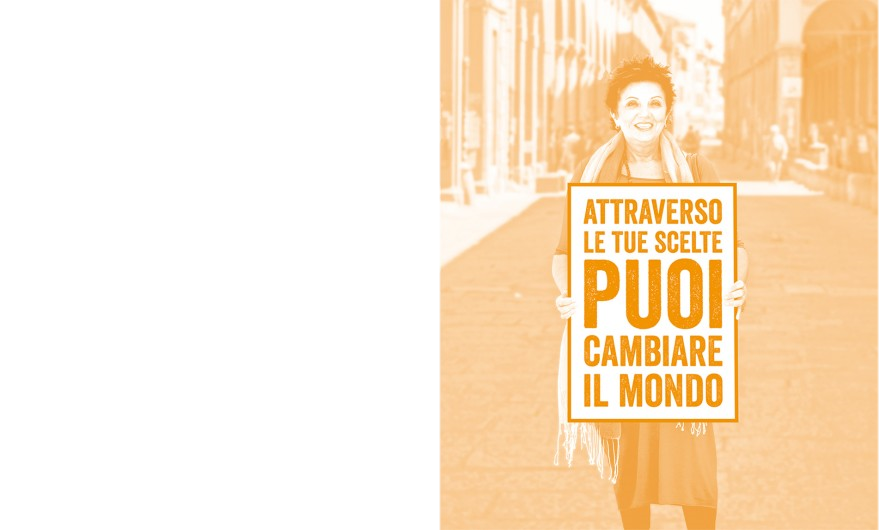 ATTRAVERSO
LE TUE SCELTE
PUOI
CAMBIARE
IL MONDO